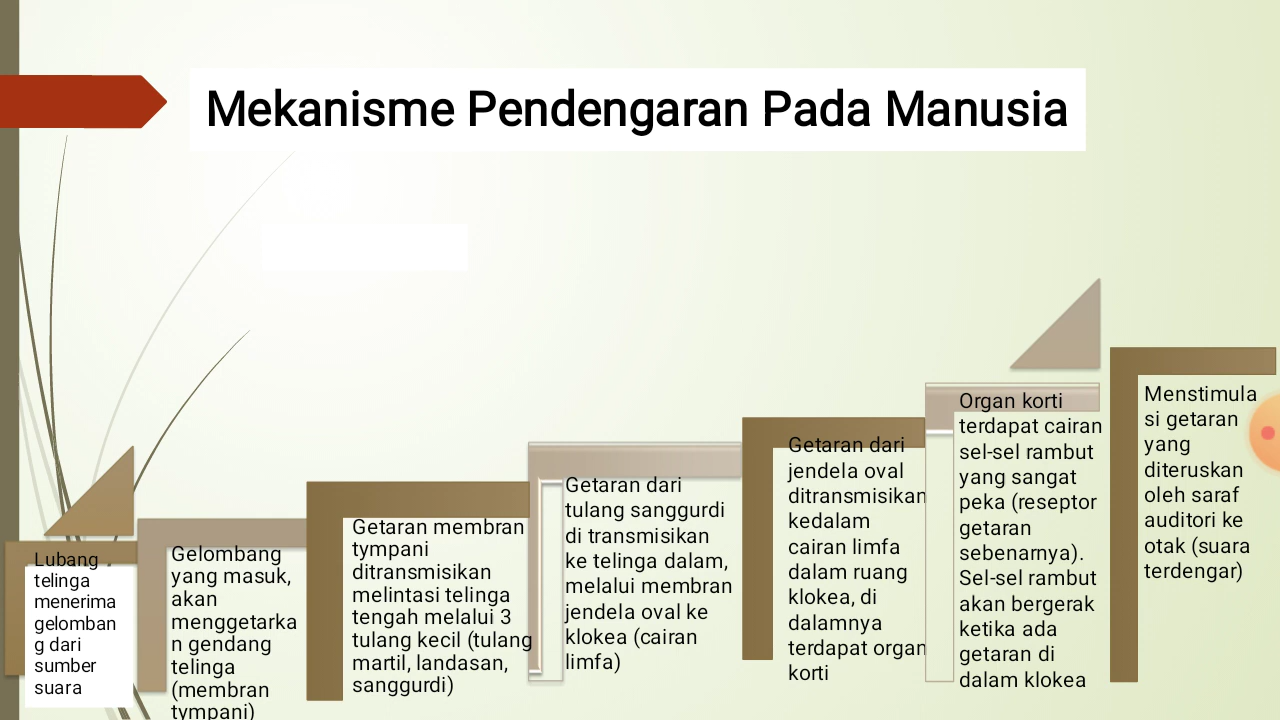 Mekanisme Pendengaran Pada Manusia
Lubang
telinga
menerima
gelomban
g dari
sumber
suara
Gelombang
yang masuk,
akan
menggetarka
n gendang
telinga
(membran
tympani)
Getaran membran
tympani
ditransmisikan
melintasi telinga
tengah melalui 3
tulang kecil (tulang
martil, landasan,
sanggurdi)
Getaran dari
tulang sanggurdi
di transmisikan
ke telinga dalam,
melalui membran
jendela oval ke
klokea (cairan
limfa)
Getaran dari
jendela oval
ditransmisikan
kedalam
cairan limfa
dalam ruang
klokea, di
dalamnya
terdapat organ
korti
Organ korti
terdapat cairan
sel-sel rambut
yang sangat
peka (reseptor
getaran
sebenarnya).
Sel-sel rambut
akan bergerak
ketika ada
getaran di
dalam klokea
Menstimula
si getaran
yang
diteruskan
oleh saraf
auditori ke
otak (suara
terdengar)